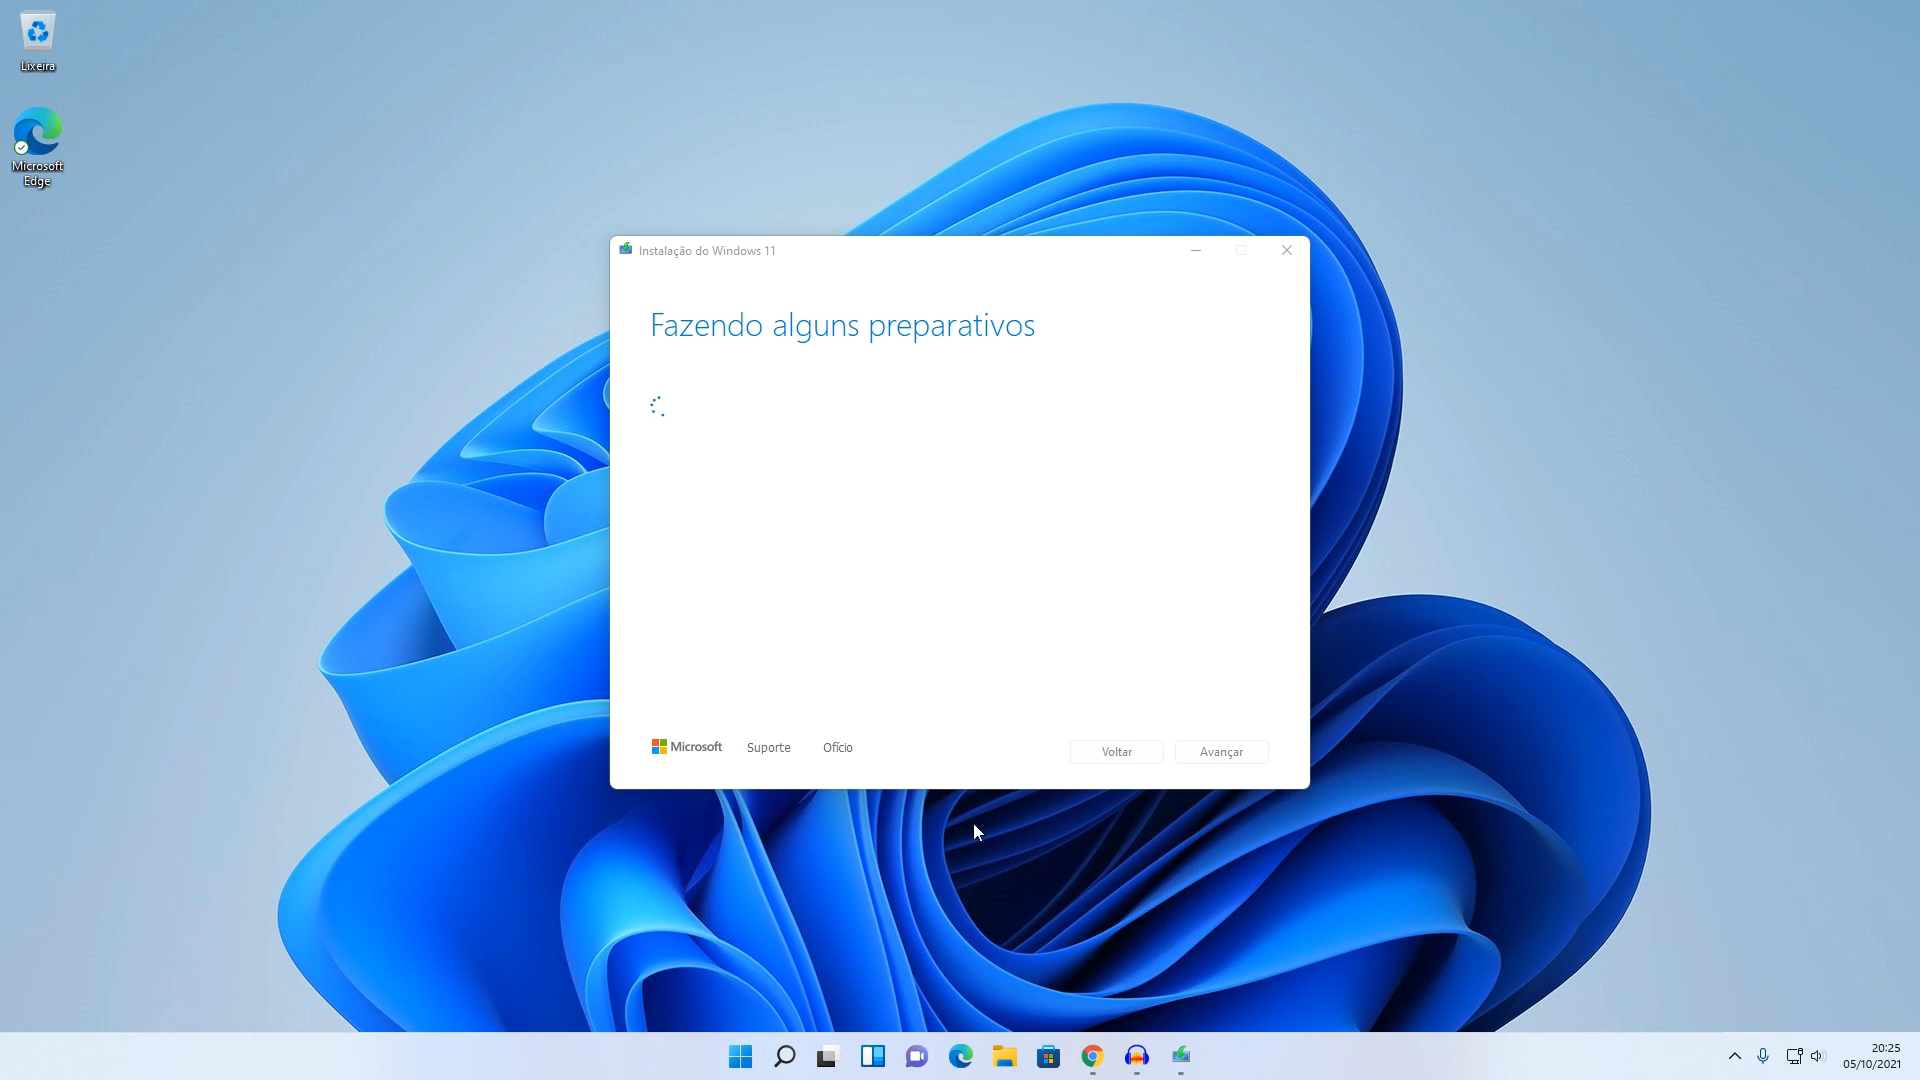 Lixeira
Microsoft
Edge
Instalação do Windows 11
Fazendo alguns preparativos
Microsoft
Suporte
Ofício
Voltar
Avançar
20:25
05/10/2021